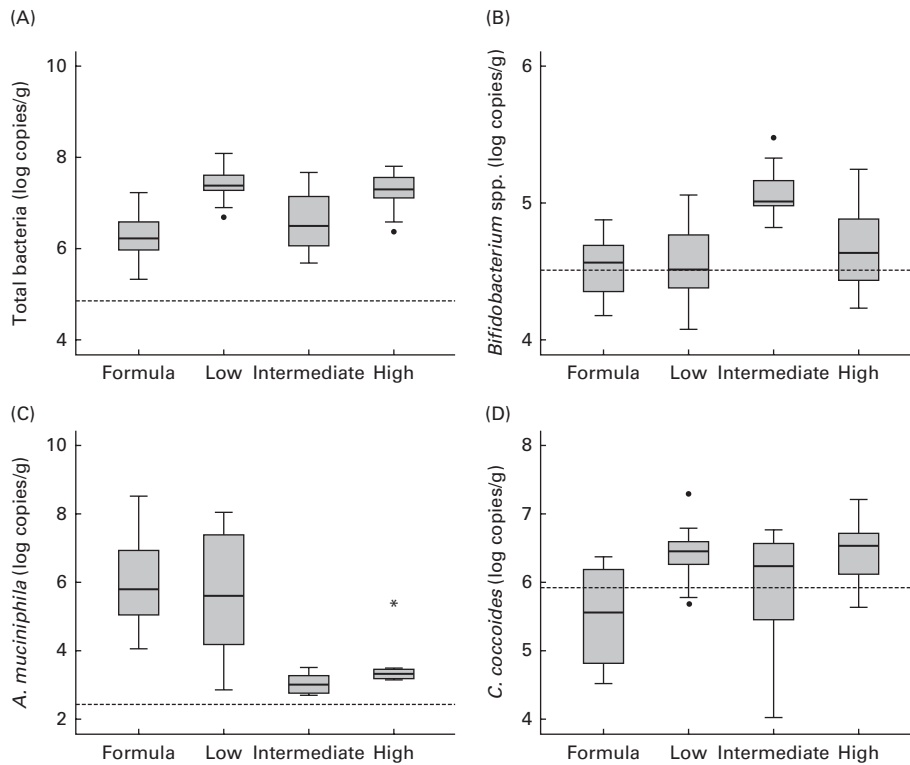 (A)
Total bacteria (log copies/g)
10
8
6
4
Formula Low Intermediate High
(B)
Bifidobacterium spp. (log copies/g)
6
5
4
Formula Low Intermediate High
(C)
A. muciniphila (log copies/g)
10
8
6
4
2
*
Formula Low Intermediate High
(D)
C. coccoides (log copies/g)
8
7
6
5
4
Formula Low Intermediate High